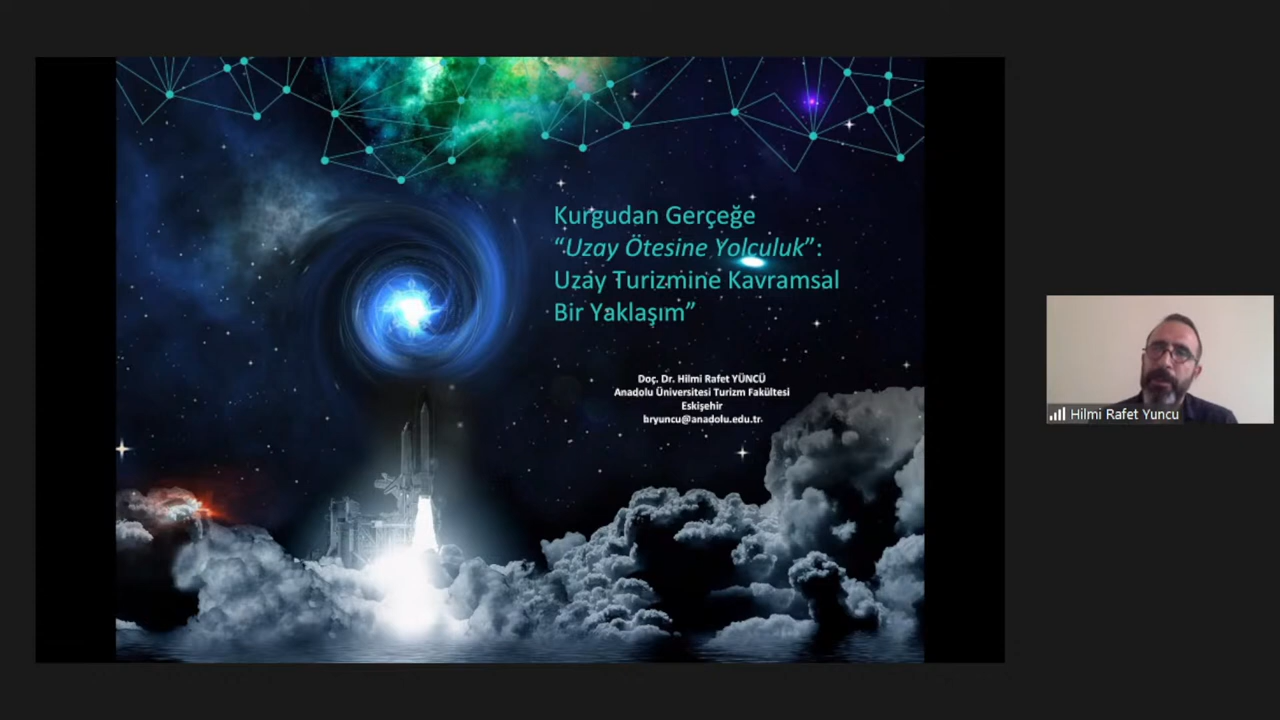 Kurgudan Gerçeğe
“Uzay Ötesine Yolculuk”:
Uzay Turizmine Kavramsal
Bir Yaklaşım”
Doç. Dr. Hilmi Rafet YÜNCÜ
Anadolu Üniversitesi Turizm Fakültesi
Eskişehir
bryuncu@anadolu.edu.tr
Hilmi Rafet Yuncu